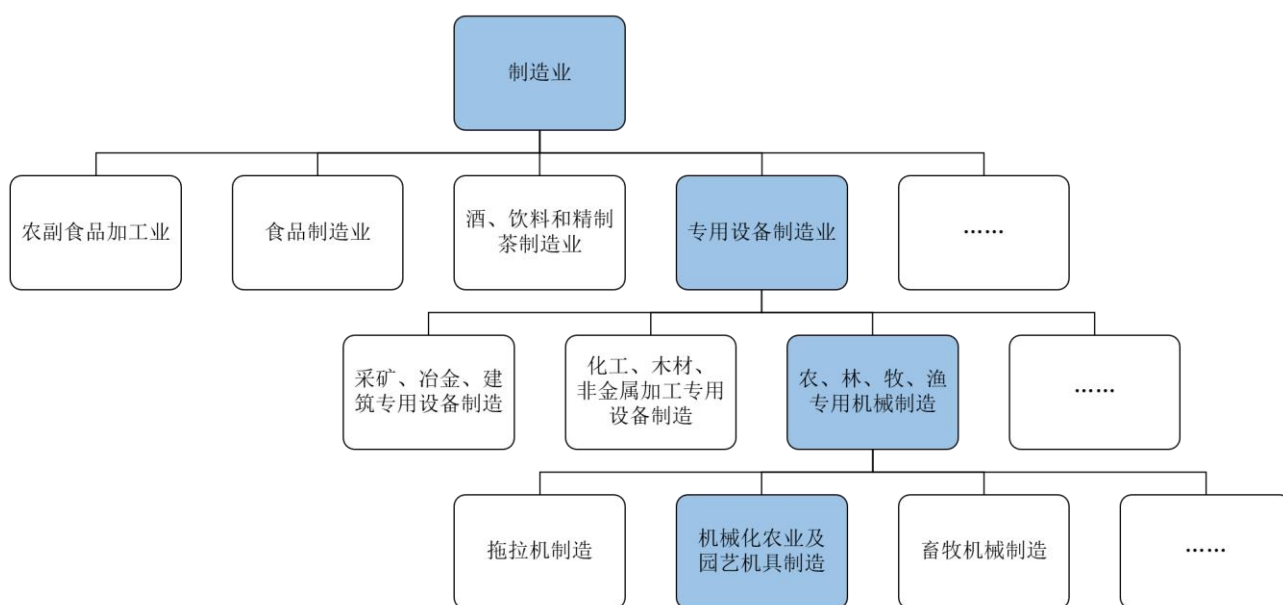 制造业
农副食品加工业
食品制造业
酒、饮料和精制
茶制造业
专用设备制造业
……
采矿、冶金、建
筑专用设备制造
化工、木材、
非金属加工专用
设备制造
农、林、牧、渔
专用机械制造
……
拖拉机制造
机械化农业及
园艺机具制造
畜牧机械制造
……